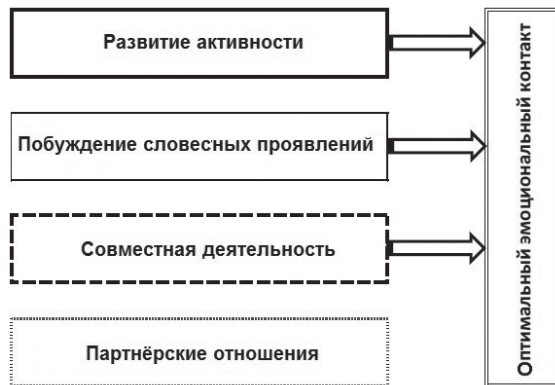 Развитие активности
Побуждение словесных проявлений
Совместная деятельность
Партнёрские отношения
Оптимальный эмоциональный контакт